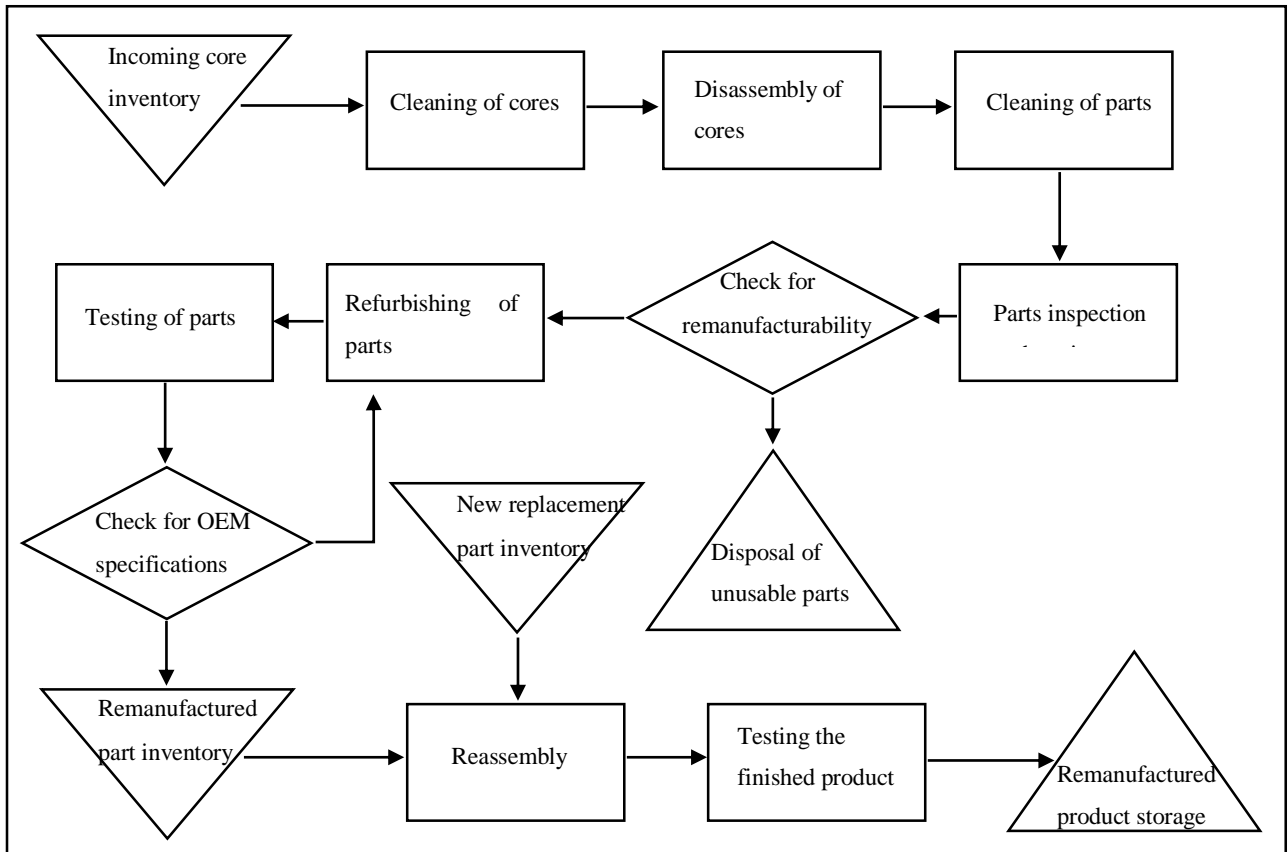 Incoming core
inventory
Cleaning of cores
Disassembly of
cores
Cleaning of parts
Testing of parts
Refurbishing of
parts
Check for
remanufacturability
Parts inspection
Check for OEM
specifications
New replacement
part inventory
Disposal of
unusable parts
Remanufactured
part inventory
Reassembly
Testing the
finished product
Remanufactured
product storage